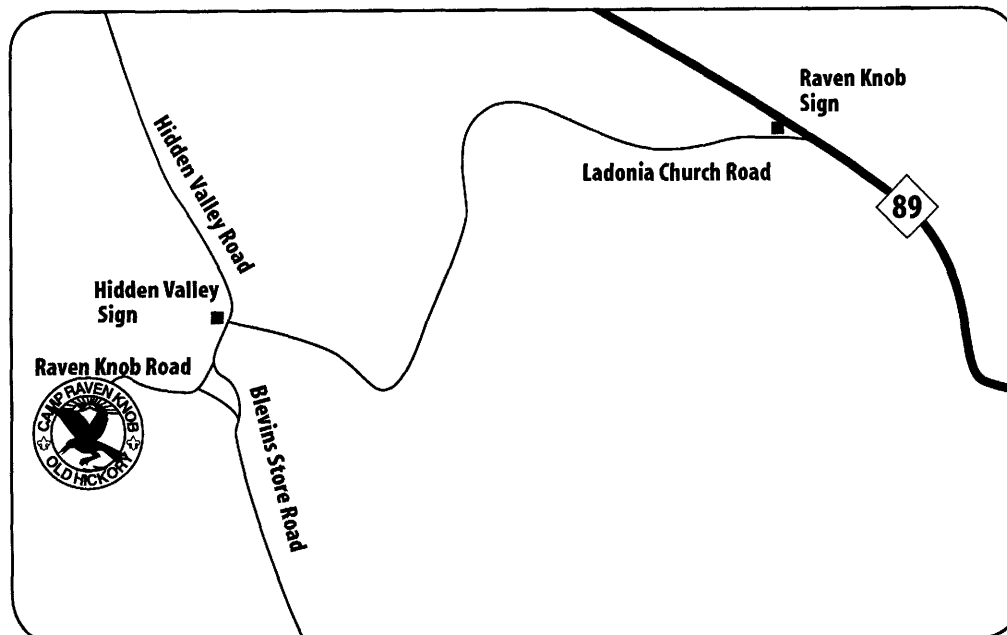 Raven Knob
Sign
Ladonia Church Road
89
Hidden Valley Road
Hidden Valley
Sign
Raven Knob Road
CAMP RAVEN KNOB
OLD HICKORY
Blevins Store Road